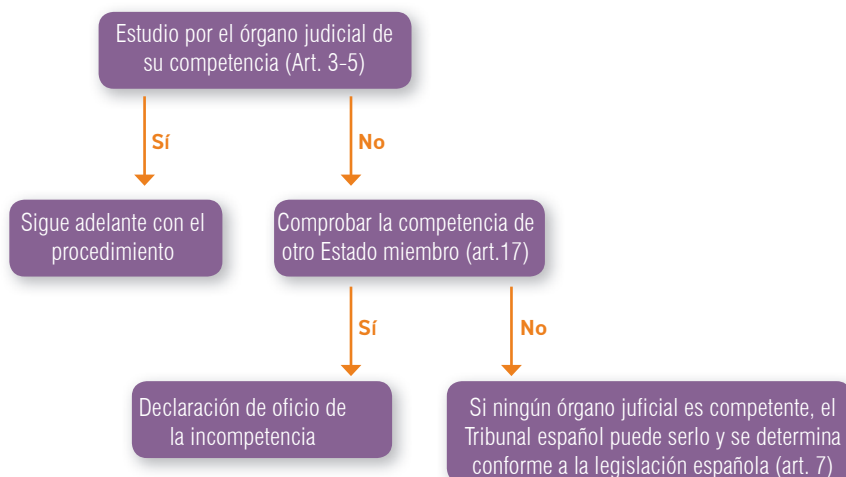 Estudio por el órgano judicial de
su competencia (Art. 3-5)
Sí
No
Sigue adelante con el
procedimiento
Comprobar la competencia de
otro Estado miembro (art.17)
Sí
No
Declaración de oficio de
la incompetencia
Si ningún órgano juficial es competente, el
Tribunal español puede serlo y se determina
conforme a la legislación española (art. 7)